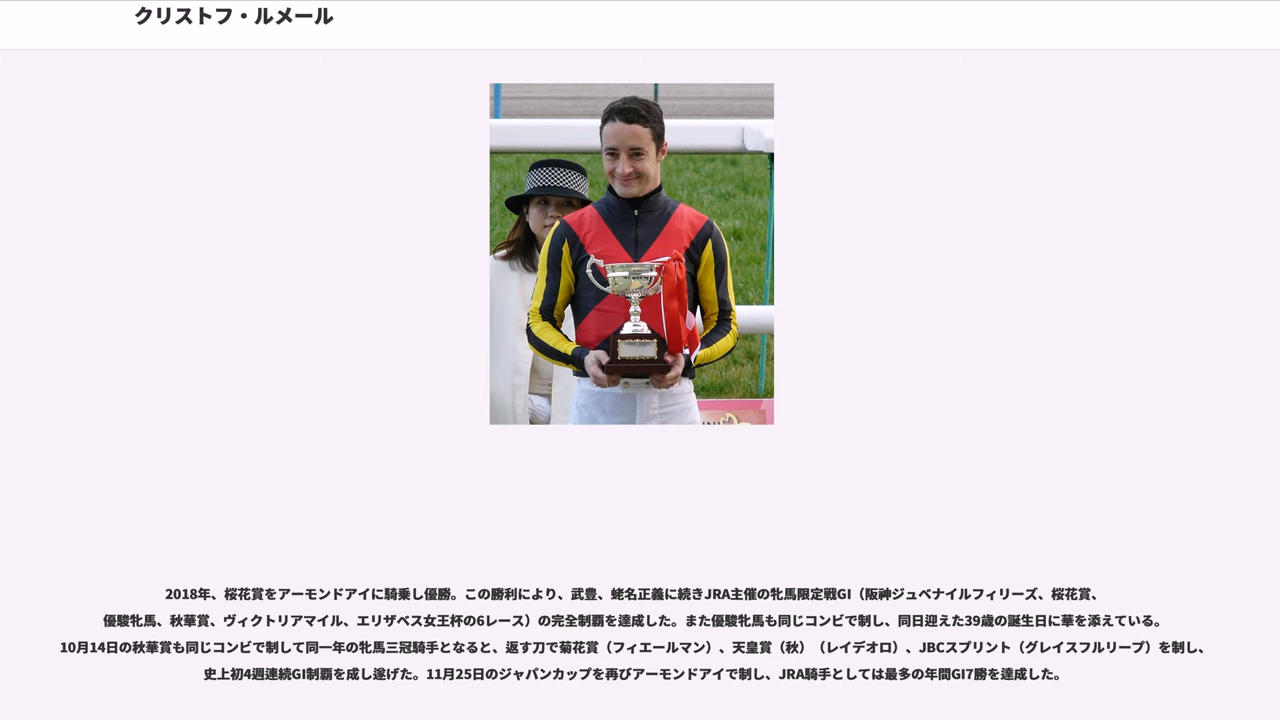 クリストフ・ルメール
2018年、桜花賞をアーモンドアイに騎乗し優勝。この勝利により、武豊、蛯名正義に続きJRA主催の牝馬限定戦GI（阪神ジュベナイルフィリーズ、桜花賞、
優駿牝馬、秋華賞、ヴィクトリアマイル、エリザベス女王杯の6レース）の完全制覇を達成した。また優駿牝馬も同じコンビで制し、同日迎えた39歳の誕生日に華を添えている。
10月14日の秋華賞も同じコンビで制して同一年の牝馬三冠騎手となると、返す刀で菊花賞（フィエールマン）、天皇賞（秋）（レイデオロ）、JBCスプリント（グレイスフルリープ）を制し、
史上初4週連続GI制覇を成し遂げた。11月25日のジャパンカップを再びアーモンドアイで制し、JRA騎手としては最多の年間GI7勝を達成した。